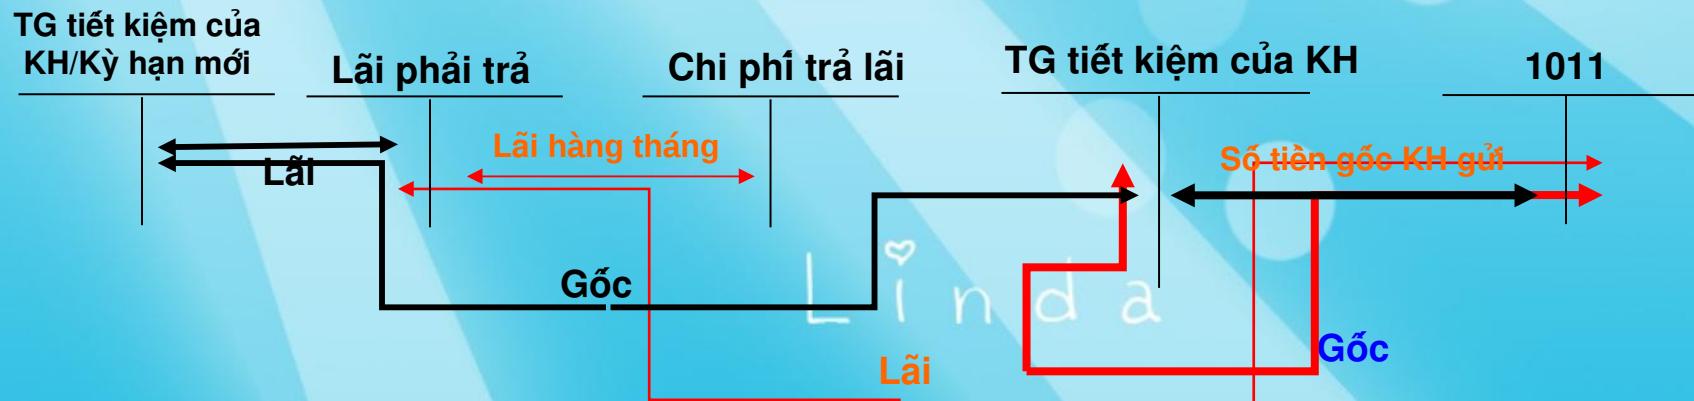 TG tiết kiệm của
KH/Kỳ hạn mới
Lãi phải trả
Chi phí trả lãi
TG tiết kiệm của KH
1011
Lãi hàng tháng
Số tiền gốc KH gửi
Lãi
Gốc
Linda
Gốc
Lãi